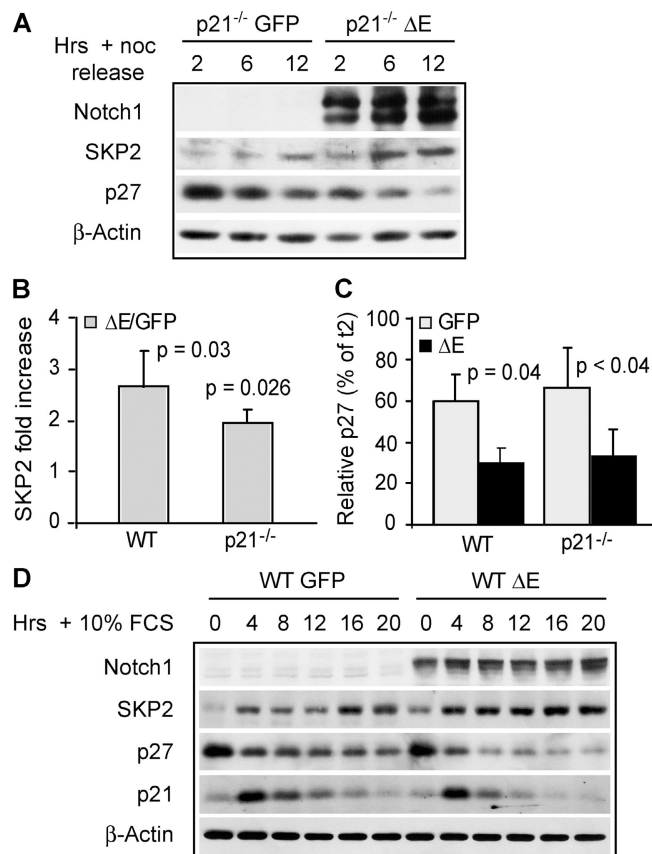 A
p21-/- GFP p21-/- ΔE
Hrs + noc release
2 6 12 2 6 12
Notch1
SKP2
p27
β-Actin
B
SKP2 fold increase
4
3
2
1
0
ΔE/GFP
p = 0.03
p = 0.026
WT p21-/-
C
Relative p27 (% of t2)
100
80
60
40
20
0
GFP
ΔE
p = 0.04
p < 0.04
WT p21-/-
D
WT GFP WT ΔE
Hrs + 10% FCS 0 4 8 12 16 20 0 4 8 12 16 20
Notch1
SKP2
p27
p21
β-Actin